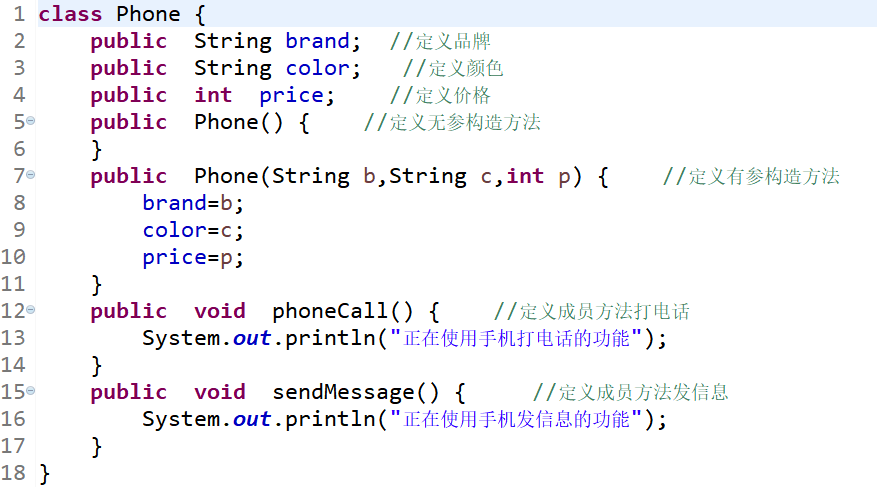 1 class Phone {
2     public  String brand;  //定义品牌
3     public  String color;   //定义颜色
4     public  int  price;    //定义价格
5     public  Phone() {    //定义无参构造方法
6     }
7     public  Phone(String b,String c,int p) {    //定义有参构造方法
8         brand=b;
9         color=c;
10         price=p;
11     }
12     public  void  phoneCall() {    //定义成员方法打电话
13         System.out.println("正在使用手机打电话的功能");
14     }
15     public  void  sendMessage() {     //定义成员方法发信息
16         System.out.println("正在使用手机发信息的功能");
17     }
18 }